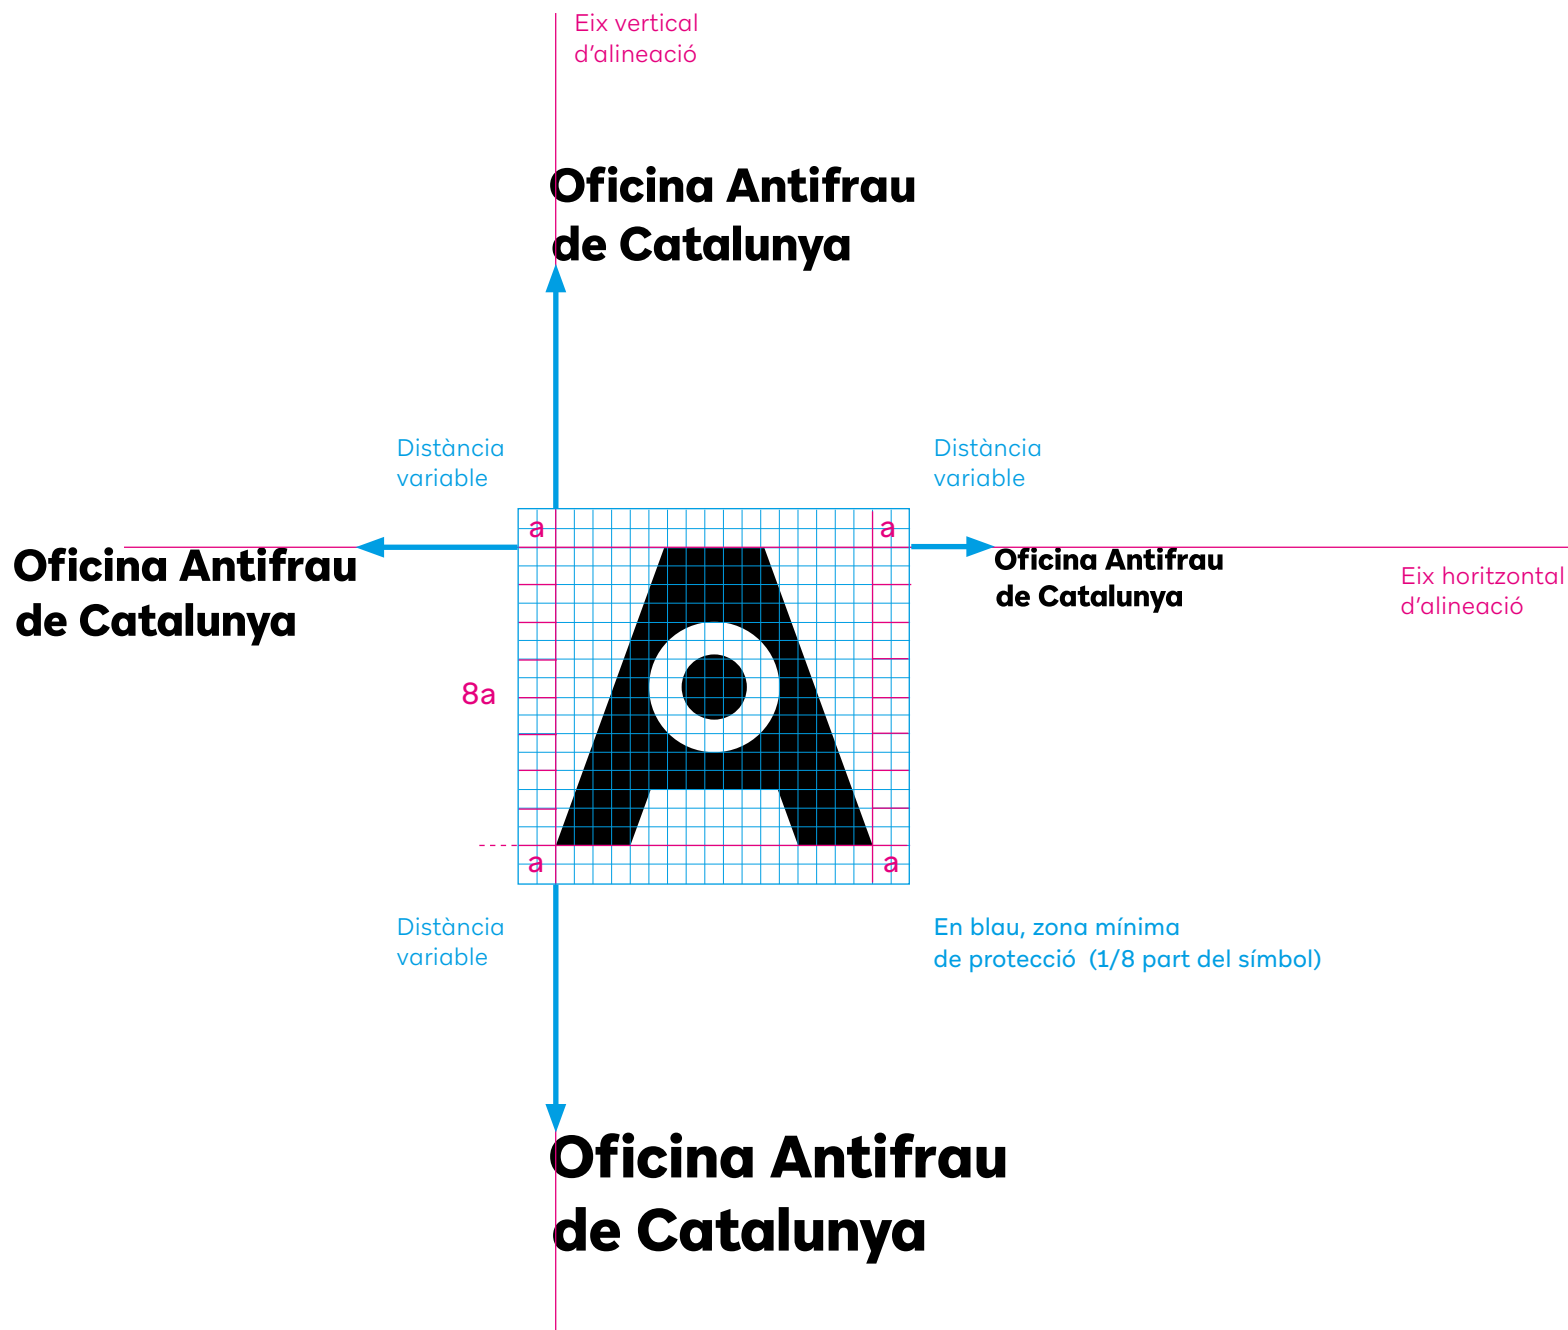 Eix vertical
d’alineació
Oficina Antifrau
de Catalunya
Distància
variable
Distància
variable
a
a
Oficina Antifrau
de Catalunya
Oficina Antifrau
de Catalunya
Eix horitzontal
d’alineació
8a
a
a
Distància
variable
En blau, zona mínima
de protecció (1/8 part del símbol)
Oficina Antifrau
de Catalunya